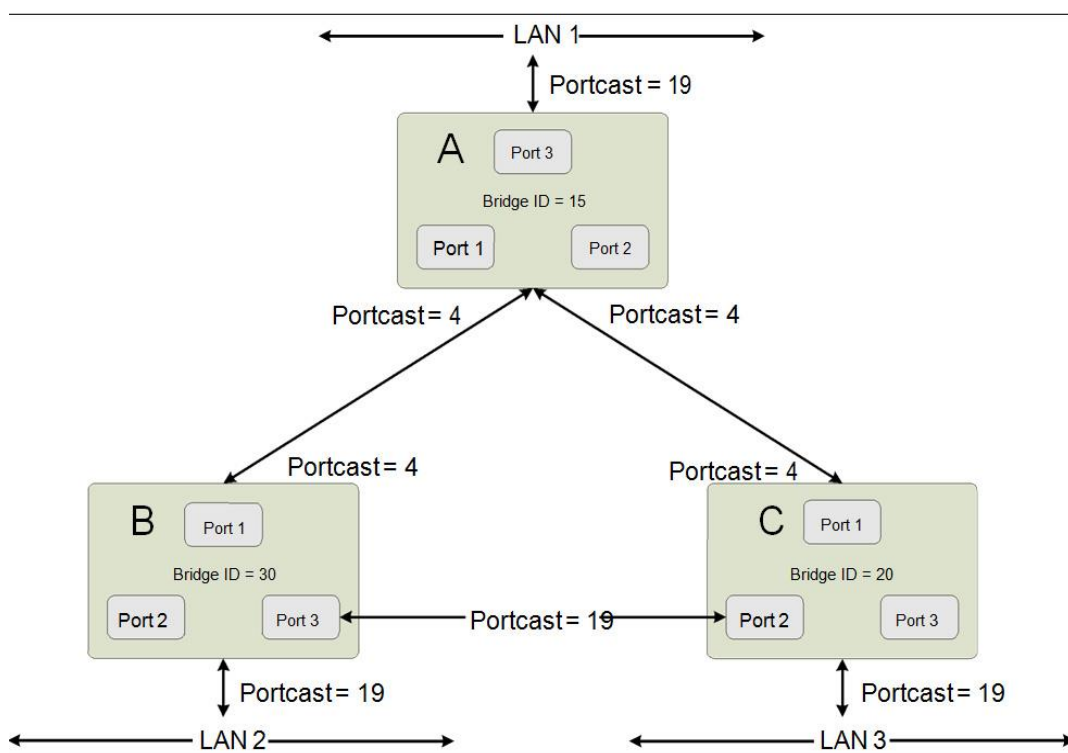 LAN 1
Portcast = 19
A
Port 3
Bridge ID = 15
Port 1
Port 2
Portcast = 4
Portcast = 4
Portcast = 4
Portcast = 4
B
Port 1
Bridge ID = 30
Port 2
Port 3
Portcast = 19
C
Port 1
Bridge ID = 20
Port 2
Port 3
Portcast = 19
Portcast = 19
LAN 2
LAN 3